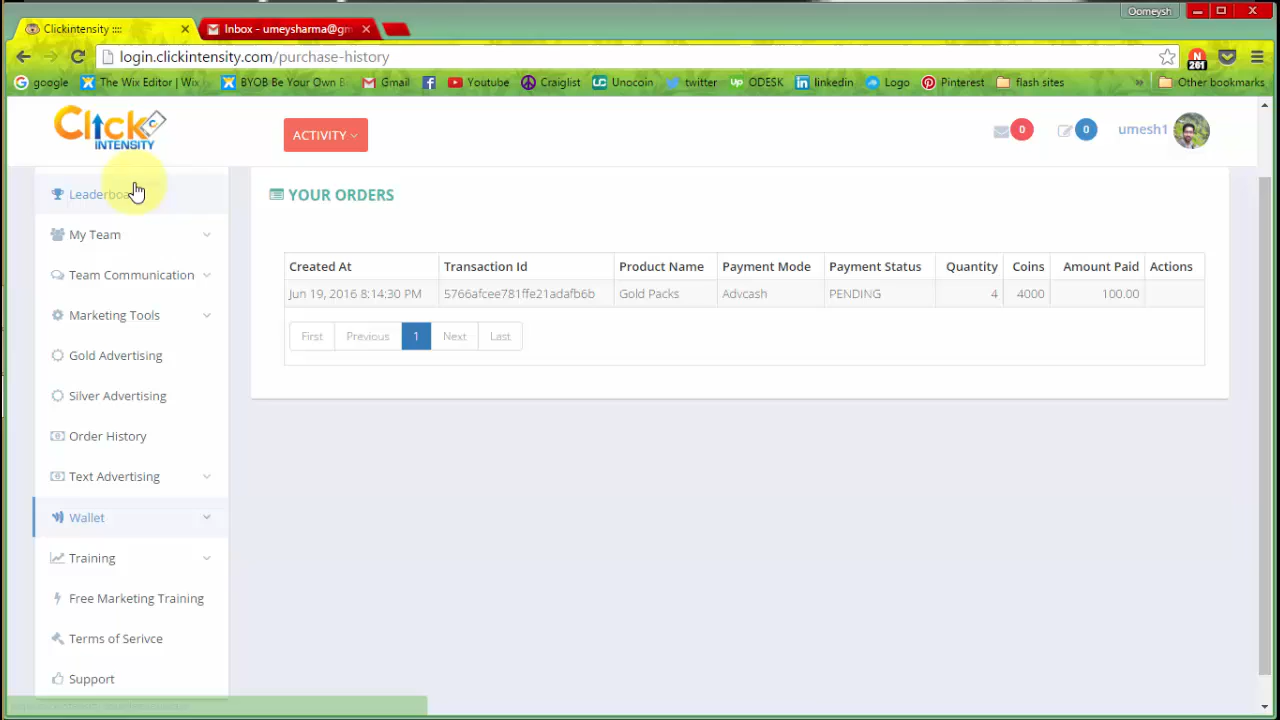 Oomeysh
Clickintensity ::::
Inbox - umeysharma@gm
login.clickintensity.com/purchase-history
261
google
The Wix Editor | Wix
BYOB Be Your Own B
Gmail
Youtube
Craiglist
Unocoin
twitter
ODESK
linkedin
Logo
Pinterest
flash sites
»
Other bookmarks
Click
INTENSITY
ACTIVITY
0
0
umesh1
Leaderboa
My Team
Team Communication
Marketing Tools
Gold Advertising
Silver Advertising
Order History
Text Advertising
Wallet
Training
Free Marketing Training
Terms of Serivce
Support
YOUR ORDERS
Created At Transaction Id Product Name Payment Mode Payment Status Quantity Coins Amount Paid Actions
Jun 19, 2016 8:14:30 PM 5766afcee781ffe21adafb6b Gold Packs Advcash PENDING 4 4000 100.00
First Previous 1 Next Last